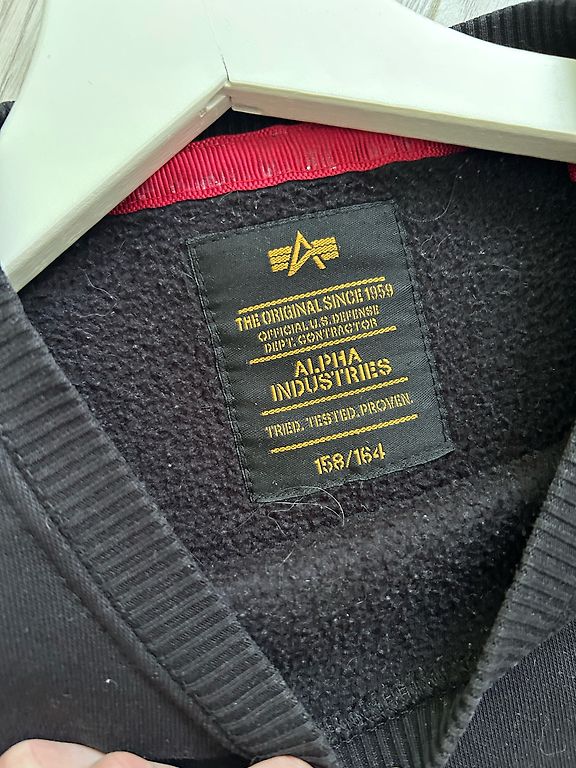 THE ORIGINAL SINCE 1959
OFFICIAL U.S. DEFENSE
DEPT. CONTRACTOR
ALPHA
INDUSTRIES
TRIED. TESTED. PROVEN.
158/164